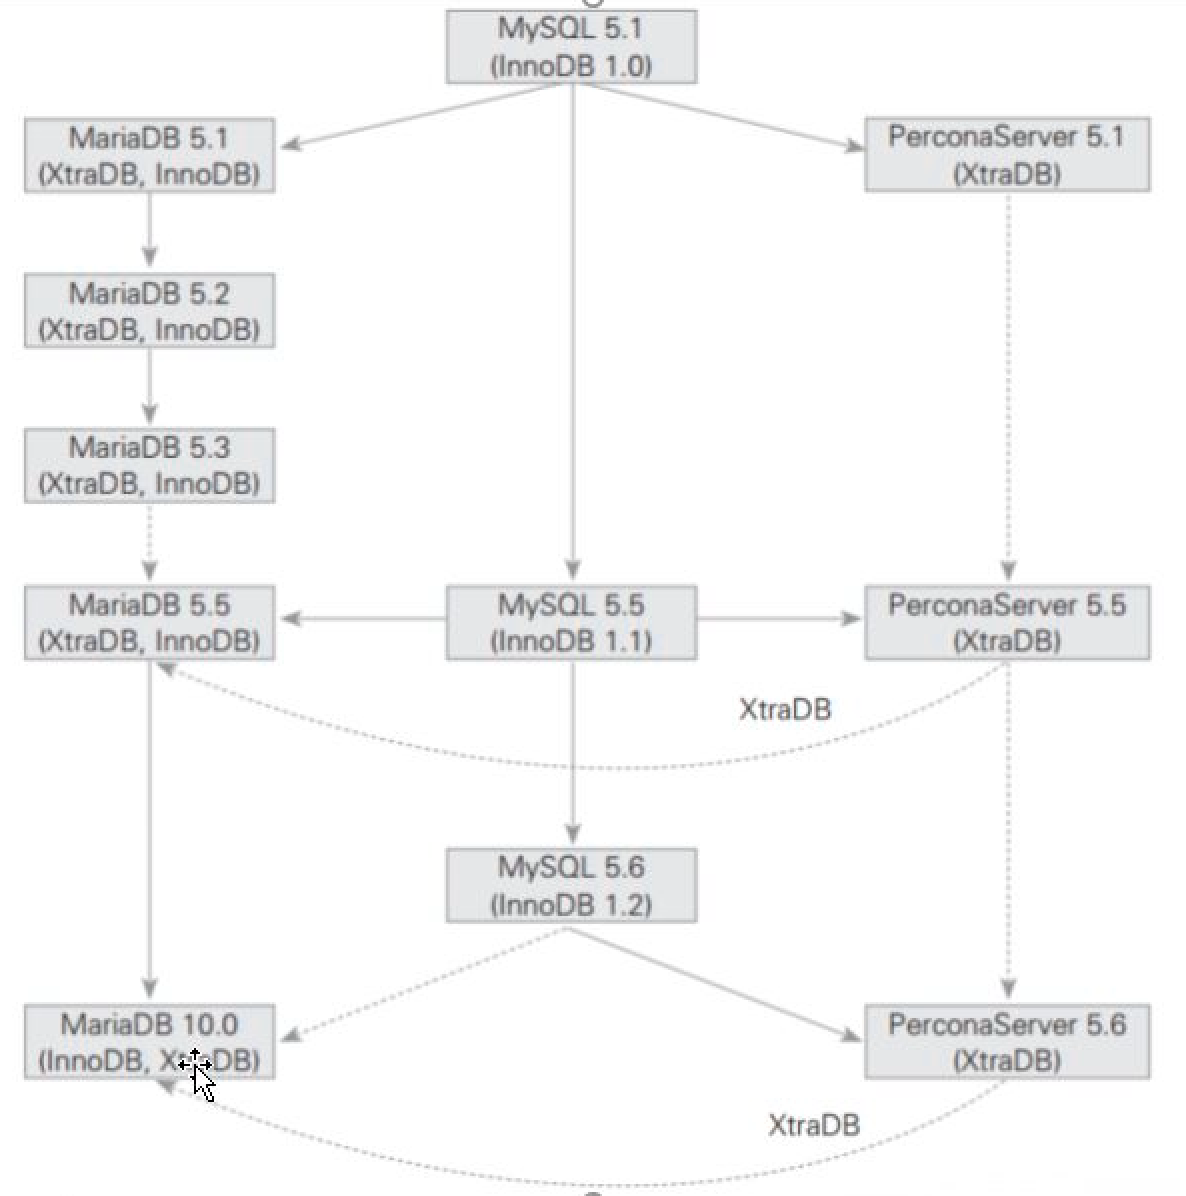 MySQL 5.1
(InnoDB 1.0)
MariaDB 5.1
(XtraDB, InnoDB)
PerconaServer 5.1
(XtraDB)
MariaDB 5.2
(XtraDB, InnoDB)
MariaDB 5.3
(XtraDB, InnoDB)
MariaDB 5.5
(XtraDB, InnoDB)
MySQL 5.5
(InnoDB 1.1)
PerconaServer 5.5
(XtraDB)
XtraDB
MySQL 5.6
(InnoDB 1.2)
MariaDB 10.0
(InnoDB, XtraDB)
PerconaServer 5.6
(XtraDB)
XtraDB